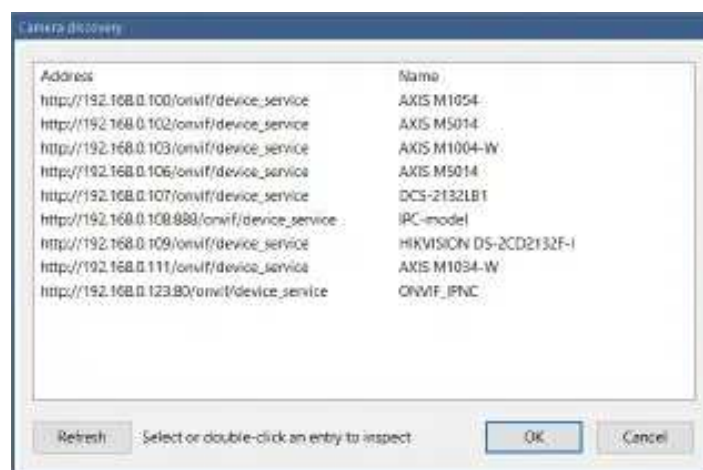 Camera discovery
Address Name
http://192.168.0.100/onvif/device_service AXIS M1054
http://192.168.0.102/onvif/device_service AXIS M5014
http://192.168.0.103/onvif/device_service AXIS M1004-W
http://192.168.0.106/onvif/device_service AXIS M5014
http://192.168.0.107/onvif/device_service DCS-2132LB1
http://192.168.0.108:888/onvif/device_service IPC-model
http://192.168.0.109/onvif/device_service HIKVISION DS-2CD2132F-I
http://192.168.0.111/onvif/device_service AXIS M1034-W
http://192.168.0.123:80/onvif/device_service ONVIF_IPNC
Refresh Select or double-click an entry to inspect OK Cancel